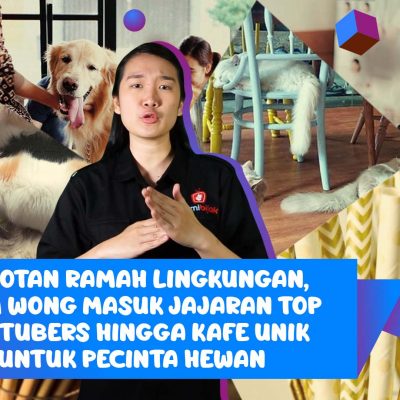 OTAN RAMAH LINGKUNGAN,
WONG MASUK JAJARAN TOP
TUBERS HINGGA KAFE UNIK
UNTUK PECINTA HEWAN